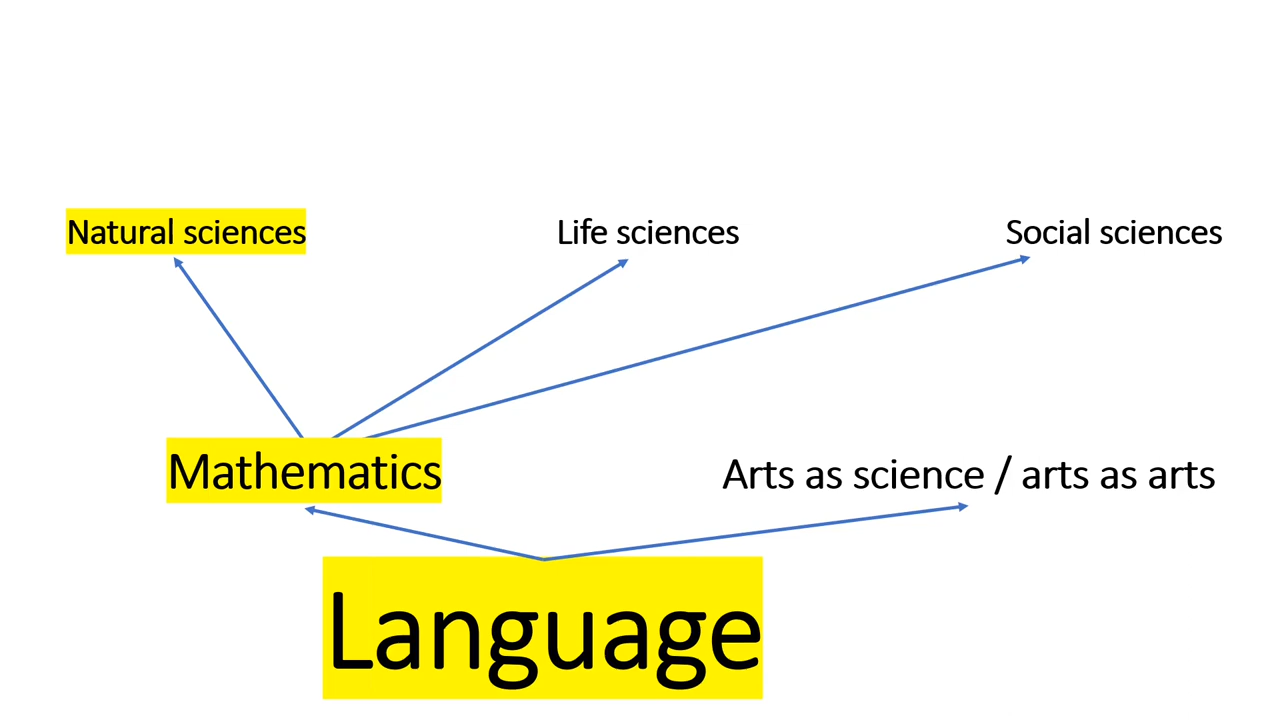 Natural sciences
Life sciences
Social sciences
Mathematics
Arts as science / arts as arts
Language